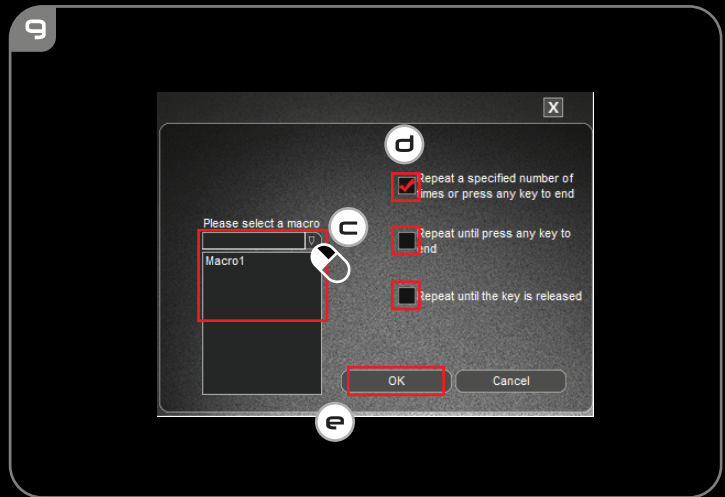 9
X
d
Repeat a specified number of
times or press any key to end
Please select a macro
c
Repeat until press any key to
end
Macro1
Repeat until the key is released
OK
Cancel
e